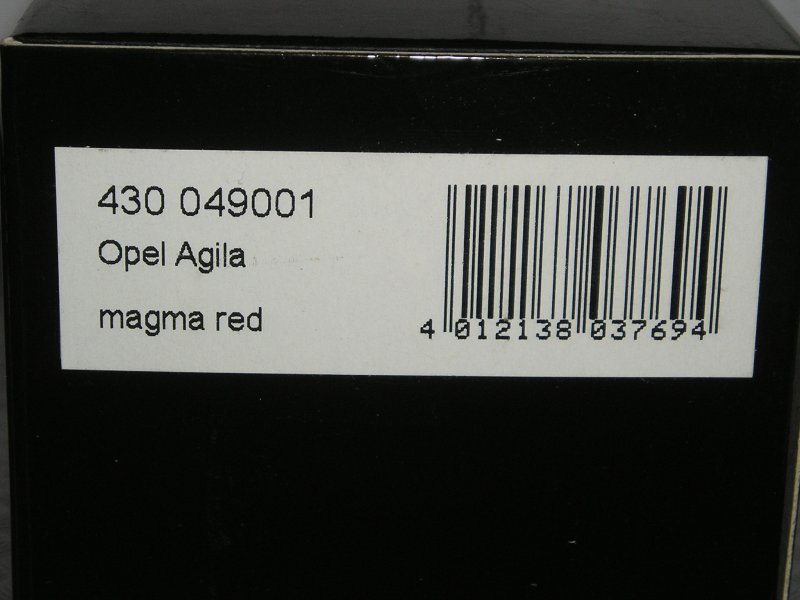 430 049001
Opel Agila
magma red
4 012138 037694